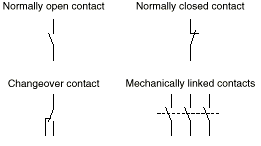 Normally open contact
Normally closed contact
Changeover contact
Mechanically linked contacts